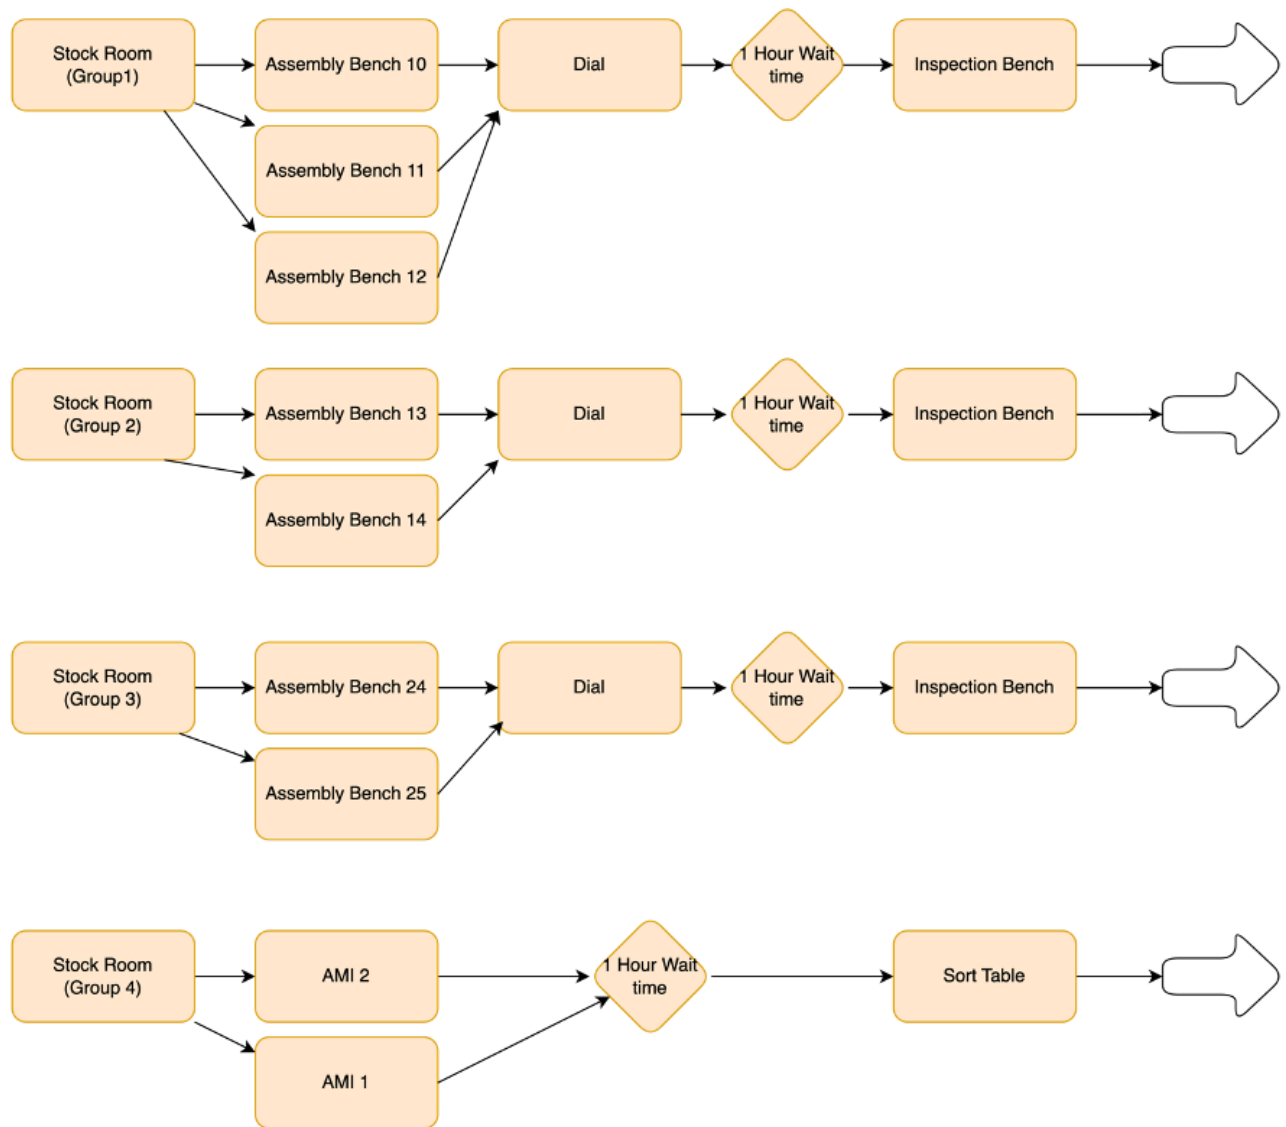 Stock Room
(Group1)
Assembly Bench 10
Dial
1 Hour Wait
time
Inspection Bench
Assembly Bench 11
Assembly Bench 12
Stock Room
(Group 2)
Assembly Bench 13
Dial
1 Hour Wait
time
Inspection Bench
Assembly Bench 14
Stock Room
(Group 3)
Assembly Bench 24
Dial
1 Hour Wait
time
Inspection Bench
Assembly Bench 25
Stock Room
(Group 4)
AMI 2
1 Hour Wait
time
Sort Table
AMI 1